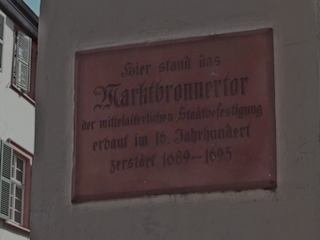 Hier stand das
Marktbronnertor
der mittelalterlichen Stadtbefestigung
erbaut im 16. Jahrhundert
zerstört 1689-1695